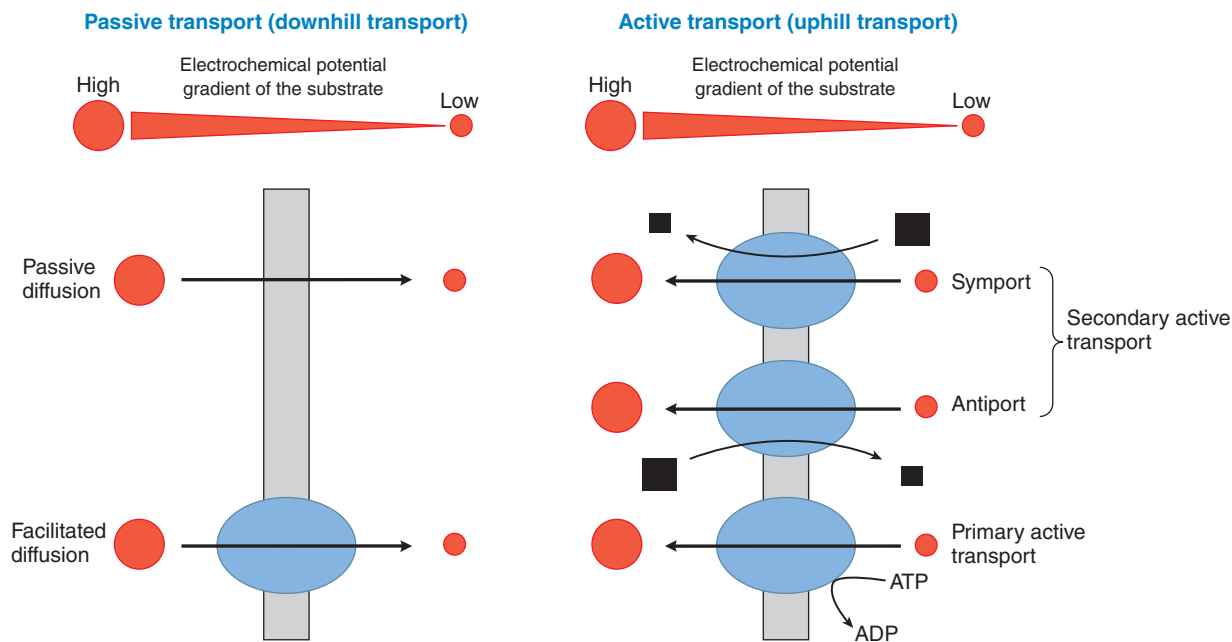 Passive transport (downhill transport)
Electrochemical potential
gradient of the substrate
High
Low
Passive
diffusion
Facilitated
diffusion
Active transport (uphill transport)
Electrochemical potential
gradient of the substrate
High
Low
Symport
Antiport
Secondary active
transport
Primary active
transport
ATP
ADP